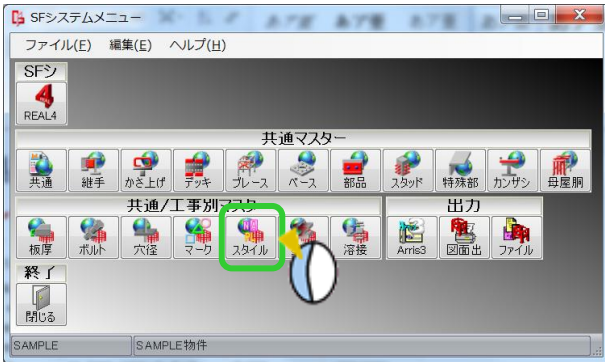 SFシステムメニュー
ファイル(F) 編集(E) ヘルプ(H)
SFシ
REAL4
共通マスター
共通 継手 かさ上げ デッキ ブレース ベース 部品 スタッド 特殊部 カンザシ 母屋胴
共通/工事別マスター 出力
板厚 ボルト 穴径 マーク スタイル 溶接 Arris3 図面出 ファイル
終了
閉じる
SAMPLE SAMPLE物件